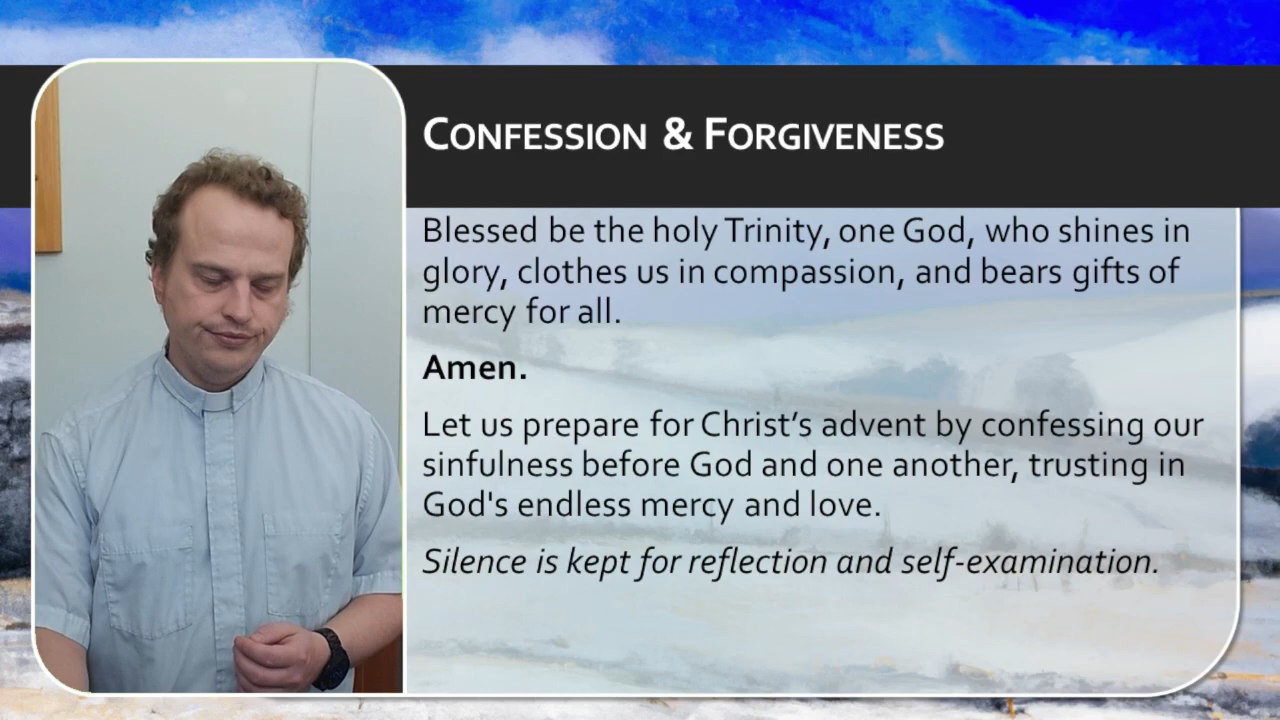 CONFESSION & FORGIVENESS
Blessed be the holy Trinity, one God, who shines in
glory, clothes us in compassion, and bears gifts of
mercy for all.
Amen.
Let us prepare for Christ’s advent by confessing our
sinfulness before God and one another, trusting in
God's endless mercy and love.
Silence is kept for reflection and self-examination.